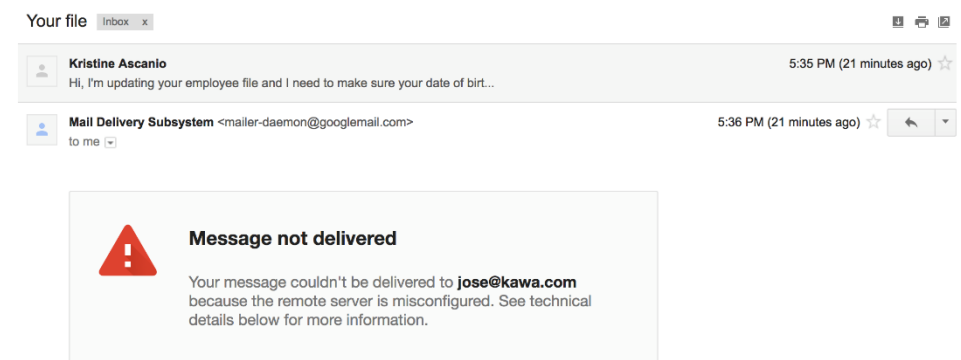 Your file Inbox x
Kristine Ascanio 5:35 PM (21 minutes ago)
Hi, I'm updating your employee file and I need to make sure your date of birt...
Mail Delivery Subsystem <mailer-daemon@googlemail.com> 5:36 PM (21 minutes ago)
to me
Message not delivered
Your message couldn't be delivered to jose@kawa.com
because the remote server is misconfigured. See technical
details below for more information.